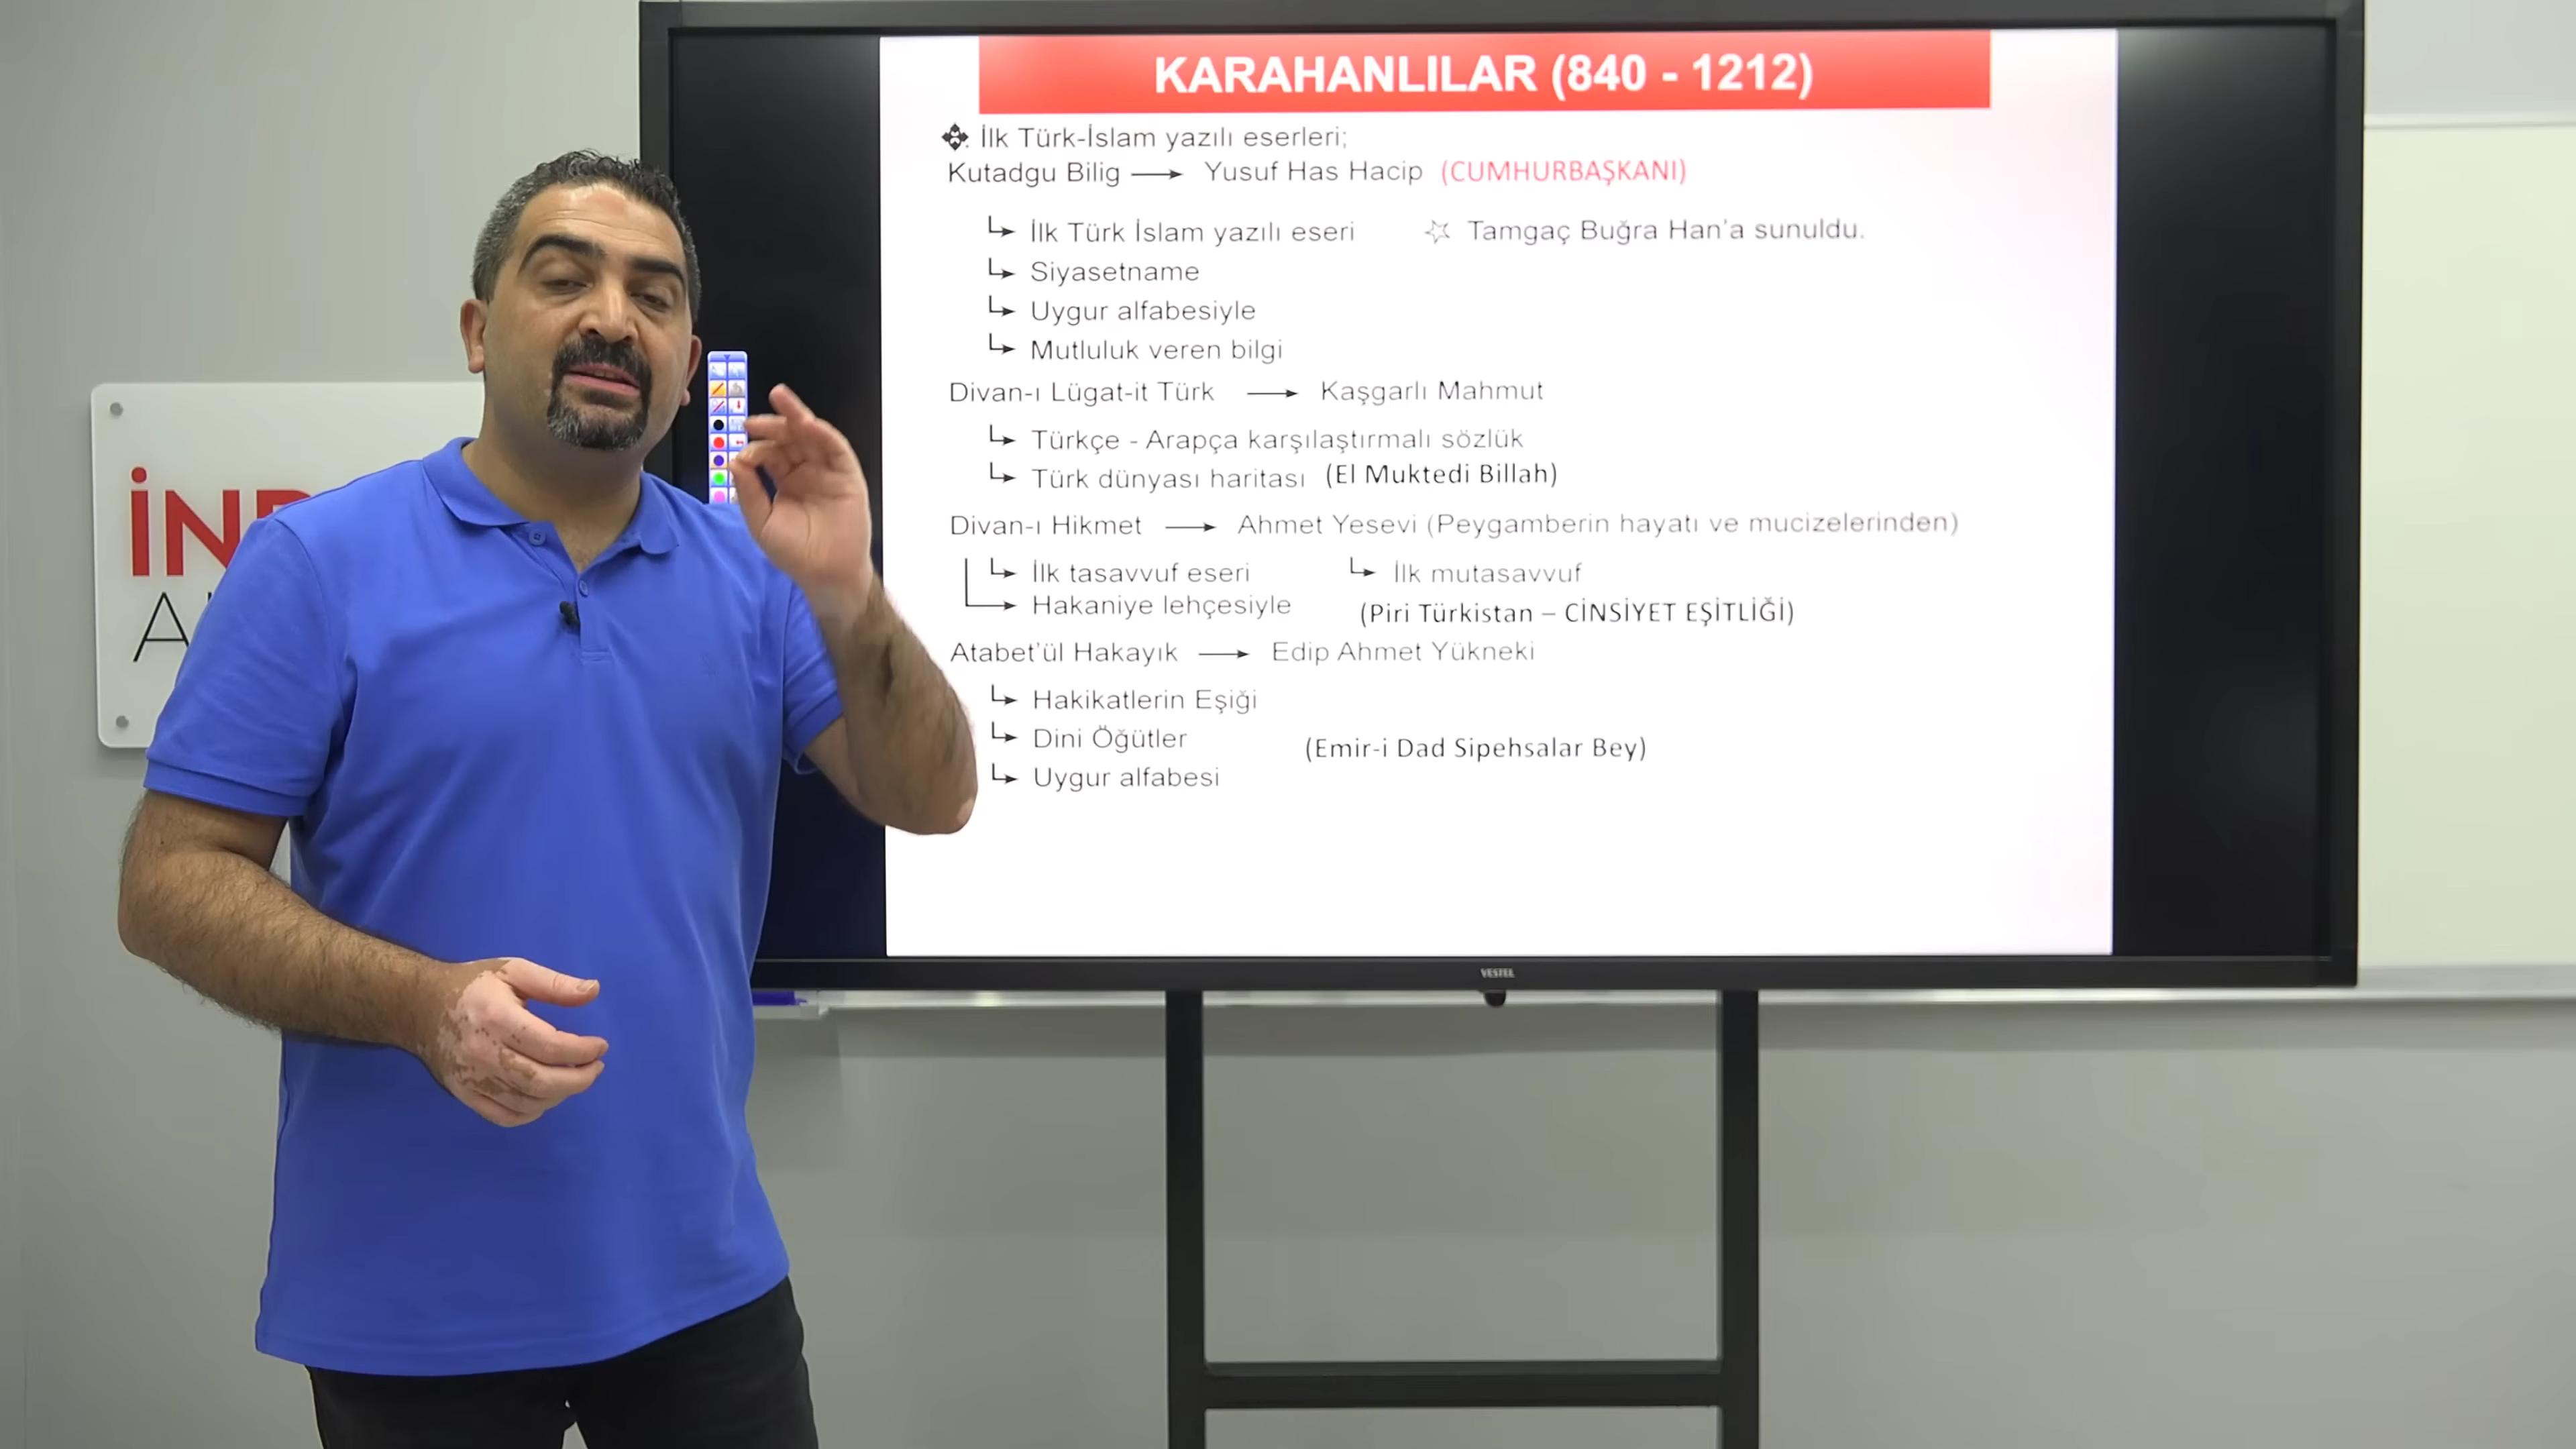 KARAHANLILAR (840 - 1212)
İlk Türk-İslam yazılı eserleri;
Kutadgu Bilig → Yusuf Has Hacip (CUMHURBAŞKANI)
İlk Türk İslam yazılı eseri ☆ Tamgaç Buğra Han'a sunuldu.
Siyasetname
Uygur alfabesiyle
Mutluluk veren bilgi
Divan-ı Lügat-it Türk → Kaşgarlı Mahmut
Türkçe - Arapça karşılaştırmalı sözlük
Türk dünyası haritası (El Muktedi Billah)
Divan-ı Hikmet → Ahmet Yesevi (Peygamberin hayatı ve mucizelerinden)
İlk tasavvuf eseri İlk mutasavvuf
Hakaniye lehçesiyle (Piri Türkistan – CİNSİYET EŞİTLİĞİ)
Atabet'ül Hakayık → Edip Ahmet Yükneki
Hakikatlerin Eşiği
Dini Öğütler (Emir-i Dad Sipehsalar Bey)
Uygur alfabesi
VESTEL